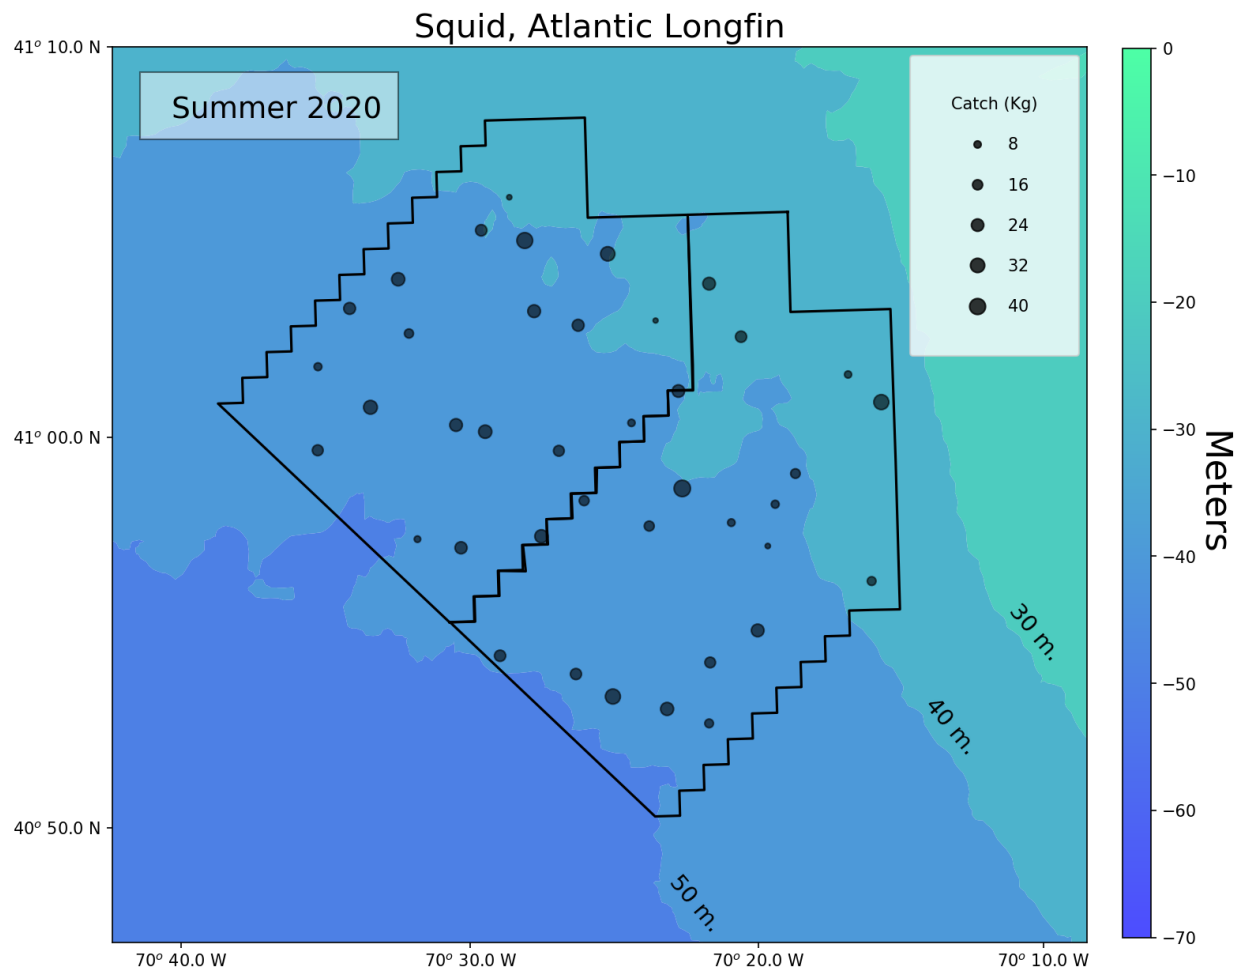 Squid, Atlantic Longfin
Summer 2020
41° 10.0 N
41° 00.0 N
40° 50.0 N
70° 40.0 W
70° 30.0 W
70° 20.0 W
70° 10.0 W
Catch (Kg)
8
16
24
32
40
30 m.
40 m.
50 m.
0
−10
−20
−30
−40
−50
−60
−70
Meters